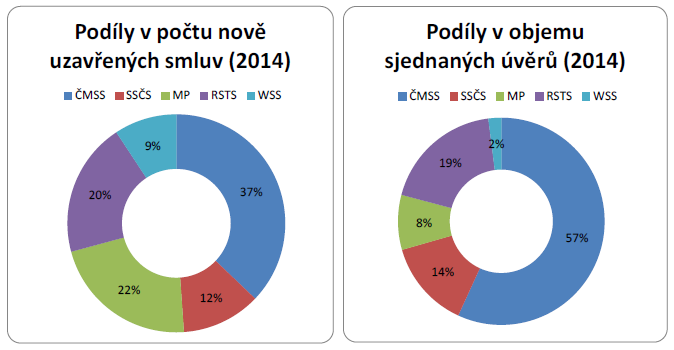 Podíly v počtu nově
uzavřených smluv (2014)
ČMSS SSČS MP RSTS WSS
9%
37%
20%
22%
12%
Podíly v objemu
sjednaných úvěrů (2014)
ČMSS SSČS MP RSTS WSS
2%
19%
8%
57%
14%